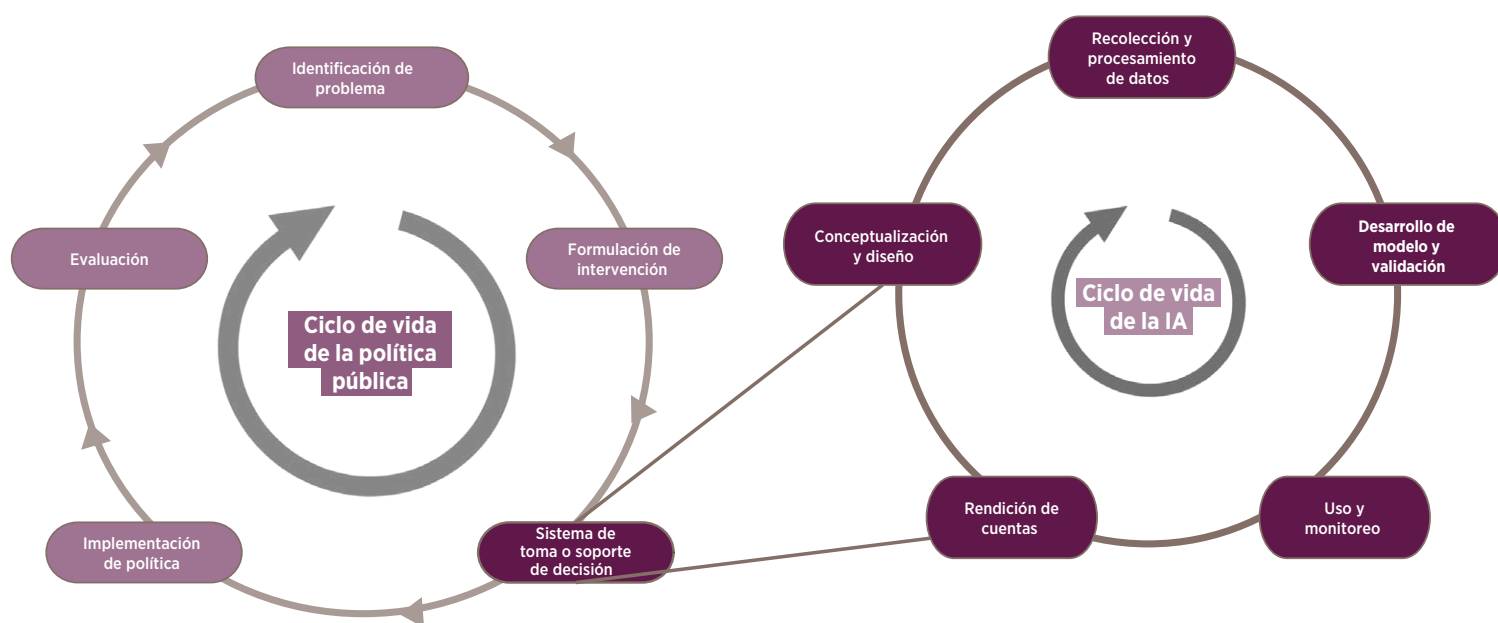 Identificación de
problema
Formulación de
intervención
Sistema de
toma o soporte
de decisión
Implementación
de política
Evaluación
Ciclo de vida
de la política
pública
Recolección y
procesamiento
de datos
Desarrollo de
modelo y
validación
Uso y
monitoreo
Rendición de
cuentas
Conceptualización
y diseño
Ciclo de vida
de la IA